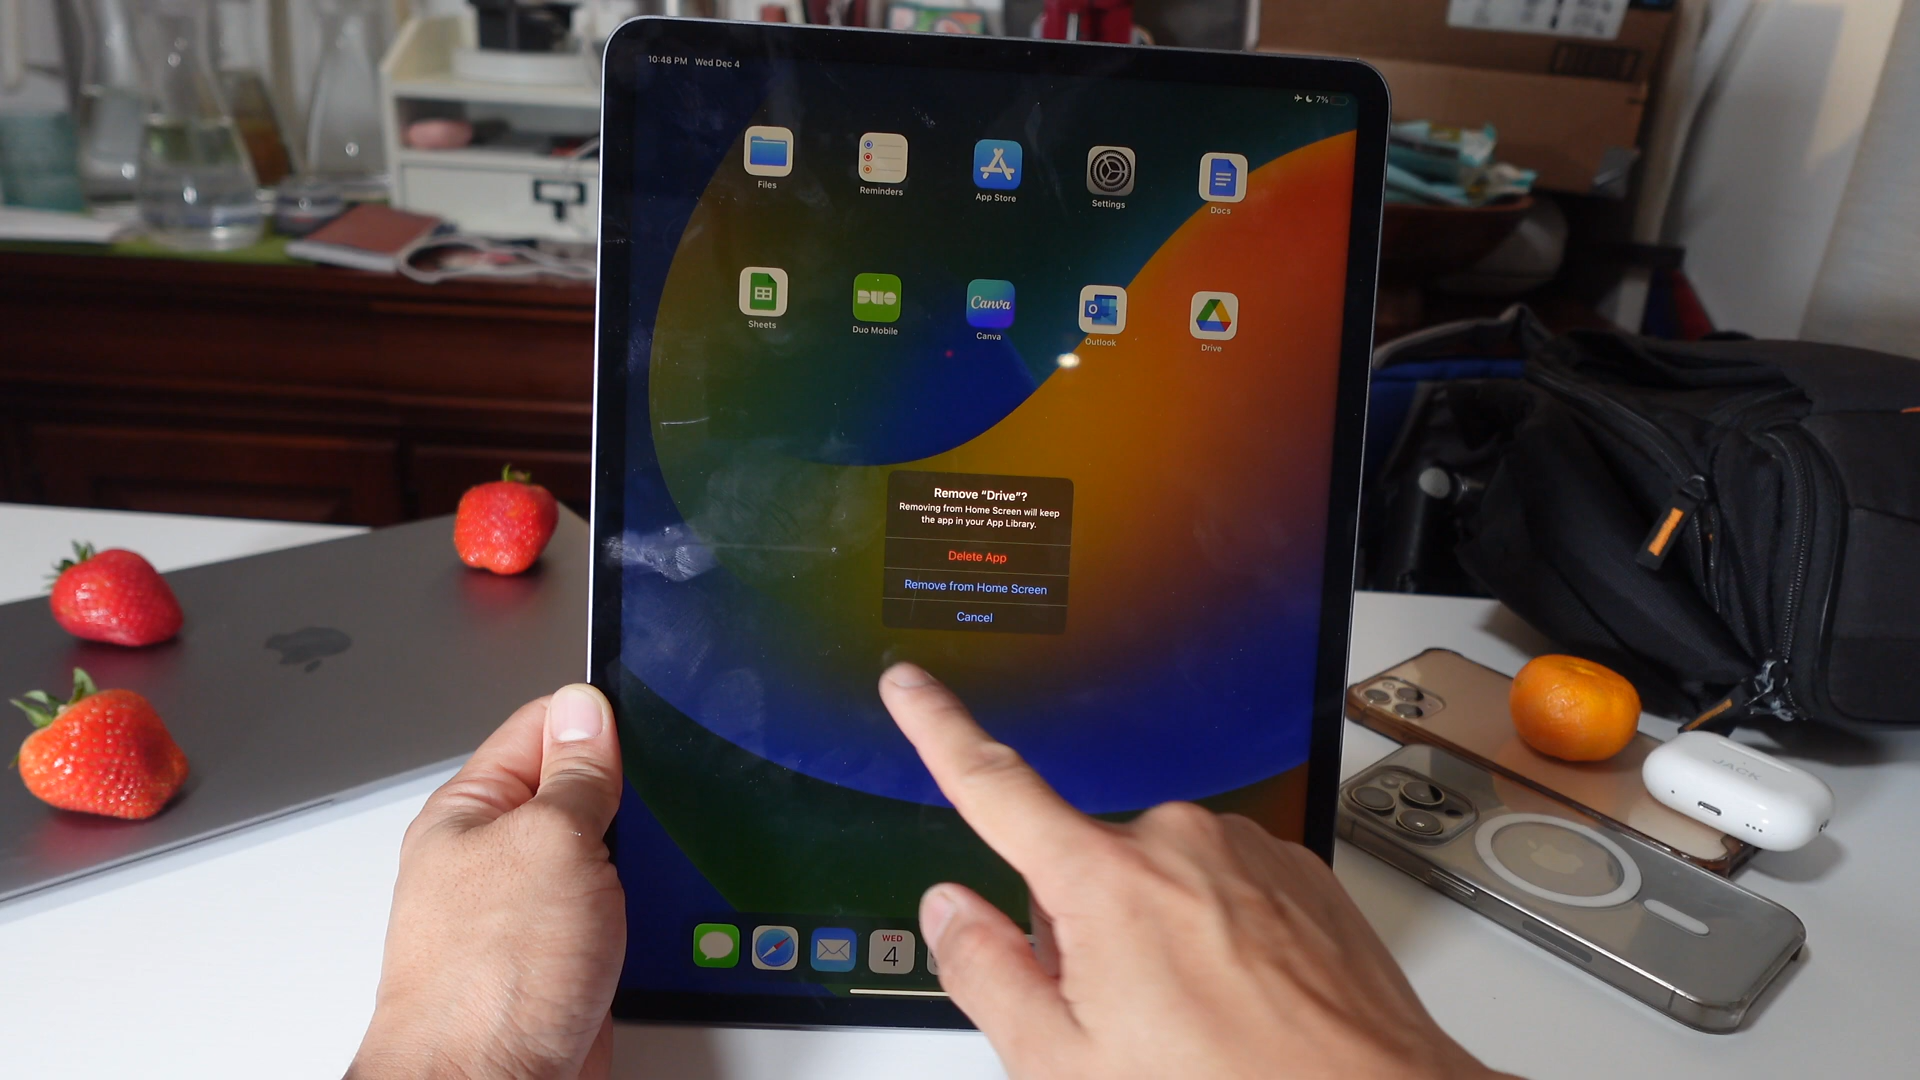 10:48 PM Wed Dec 4
7%
Files
Reminders
App Store
Settings
Docs
Sheets
DUO
Duo Mobile
Canva
Canva
O
Outlook
Drive
Remove “Drive”?
Removing from Home Screen will keep
the app in your App Library.
Delete App
Remove from Home Screen
Cancel
WED
4
JACK